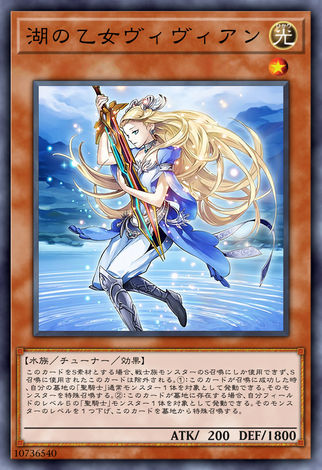 湖の乙女ヴィヴィアン
光
【水族／チューナー／効果】
このカードをS素材とする場合、戦士族モンスターのS召喚にしか使用できず、S
召喚に使用されたこのカードは除外される。①：このカードが召喚に成功した時、
自分の墓地の「聖騎士」通常モンスター１体を対象として発動できる。そのモン
スターを特殊召喚する。②：このカードが墓地に存在する場合、自分フィール
ドのレベル５の「聖騎士」モンスター１体を対象として発動できる。そのモンス
ターのレベルを１つ下げ、このカードを墓地から特殊召喚する。
ATK/ 200 DEF/1800
10736540